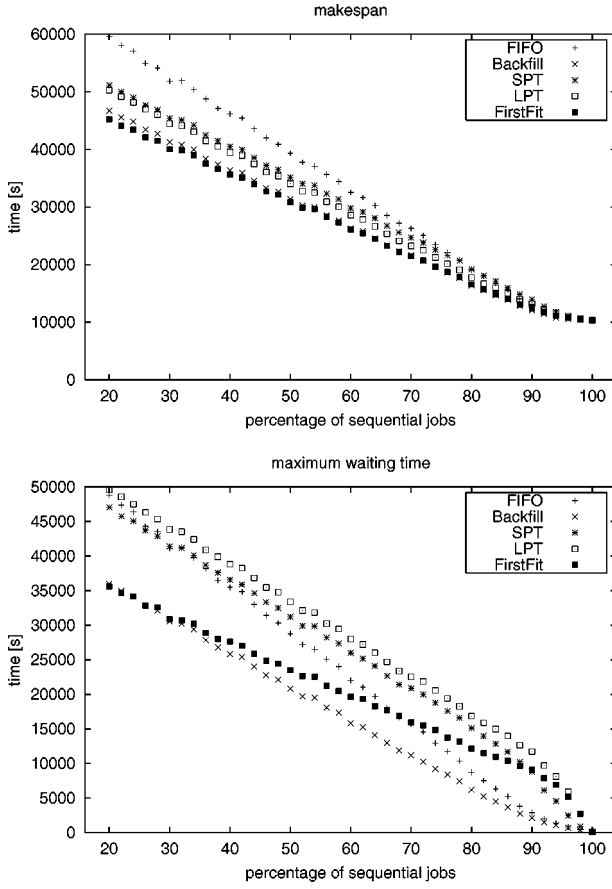 makespan
60000
50000
40000
30000
20000
10000
0
time [s]
FIFO
Backfill
SPT
LPT
FirstFit
20 30 40 50 60 70 80 90 100
percentage of sequential jobs
maximum waiting time
50000
45000
40000
35000
30000
25000
20000
15000
10000
5000
0
time [s]
FIFO
Backfill
SPT
LPT
FirstFit
20 30 40 50 60 70 80 90 100
percentage of sequential jobs